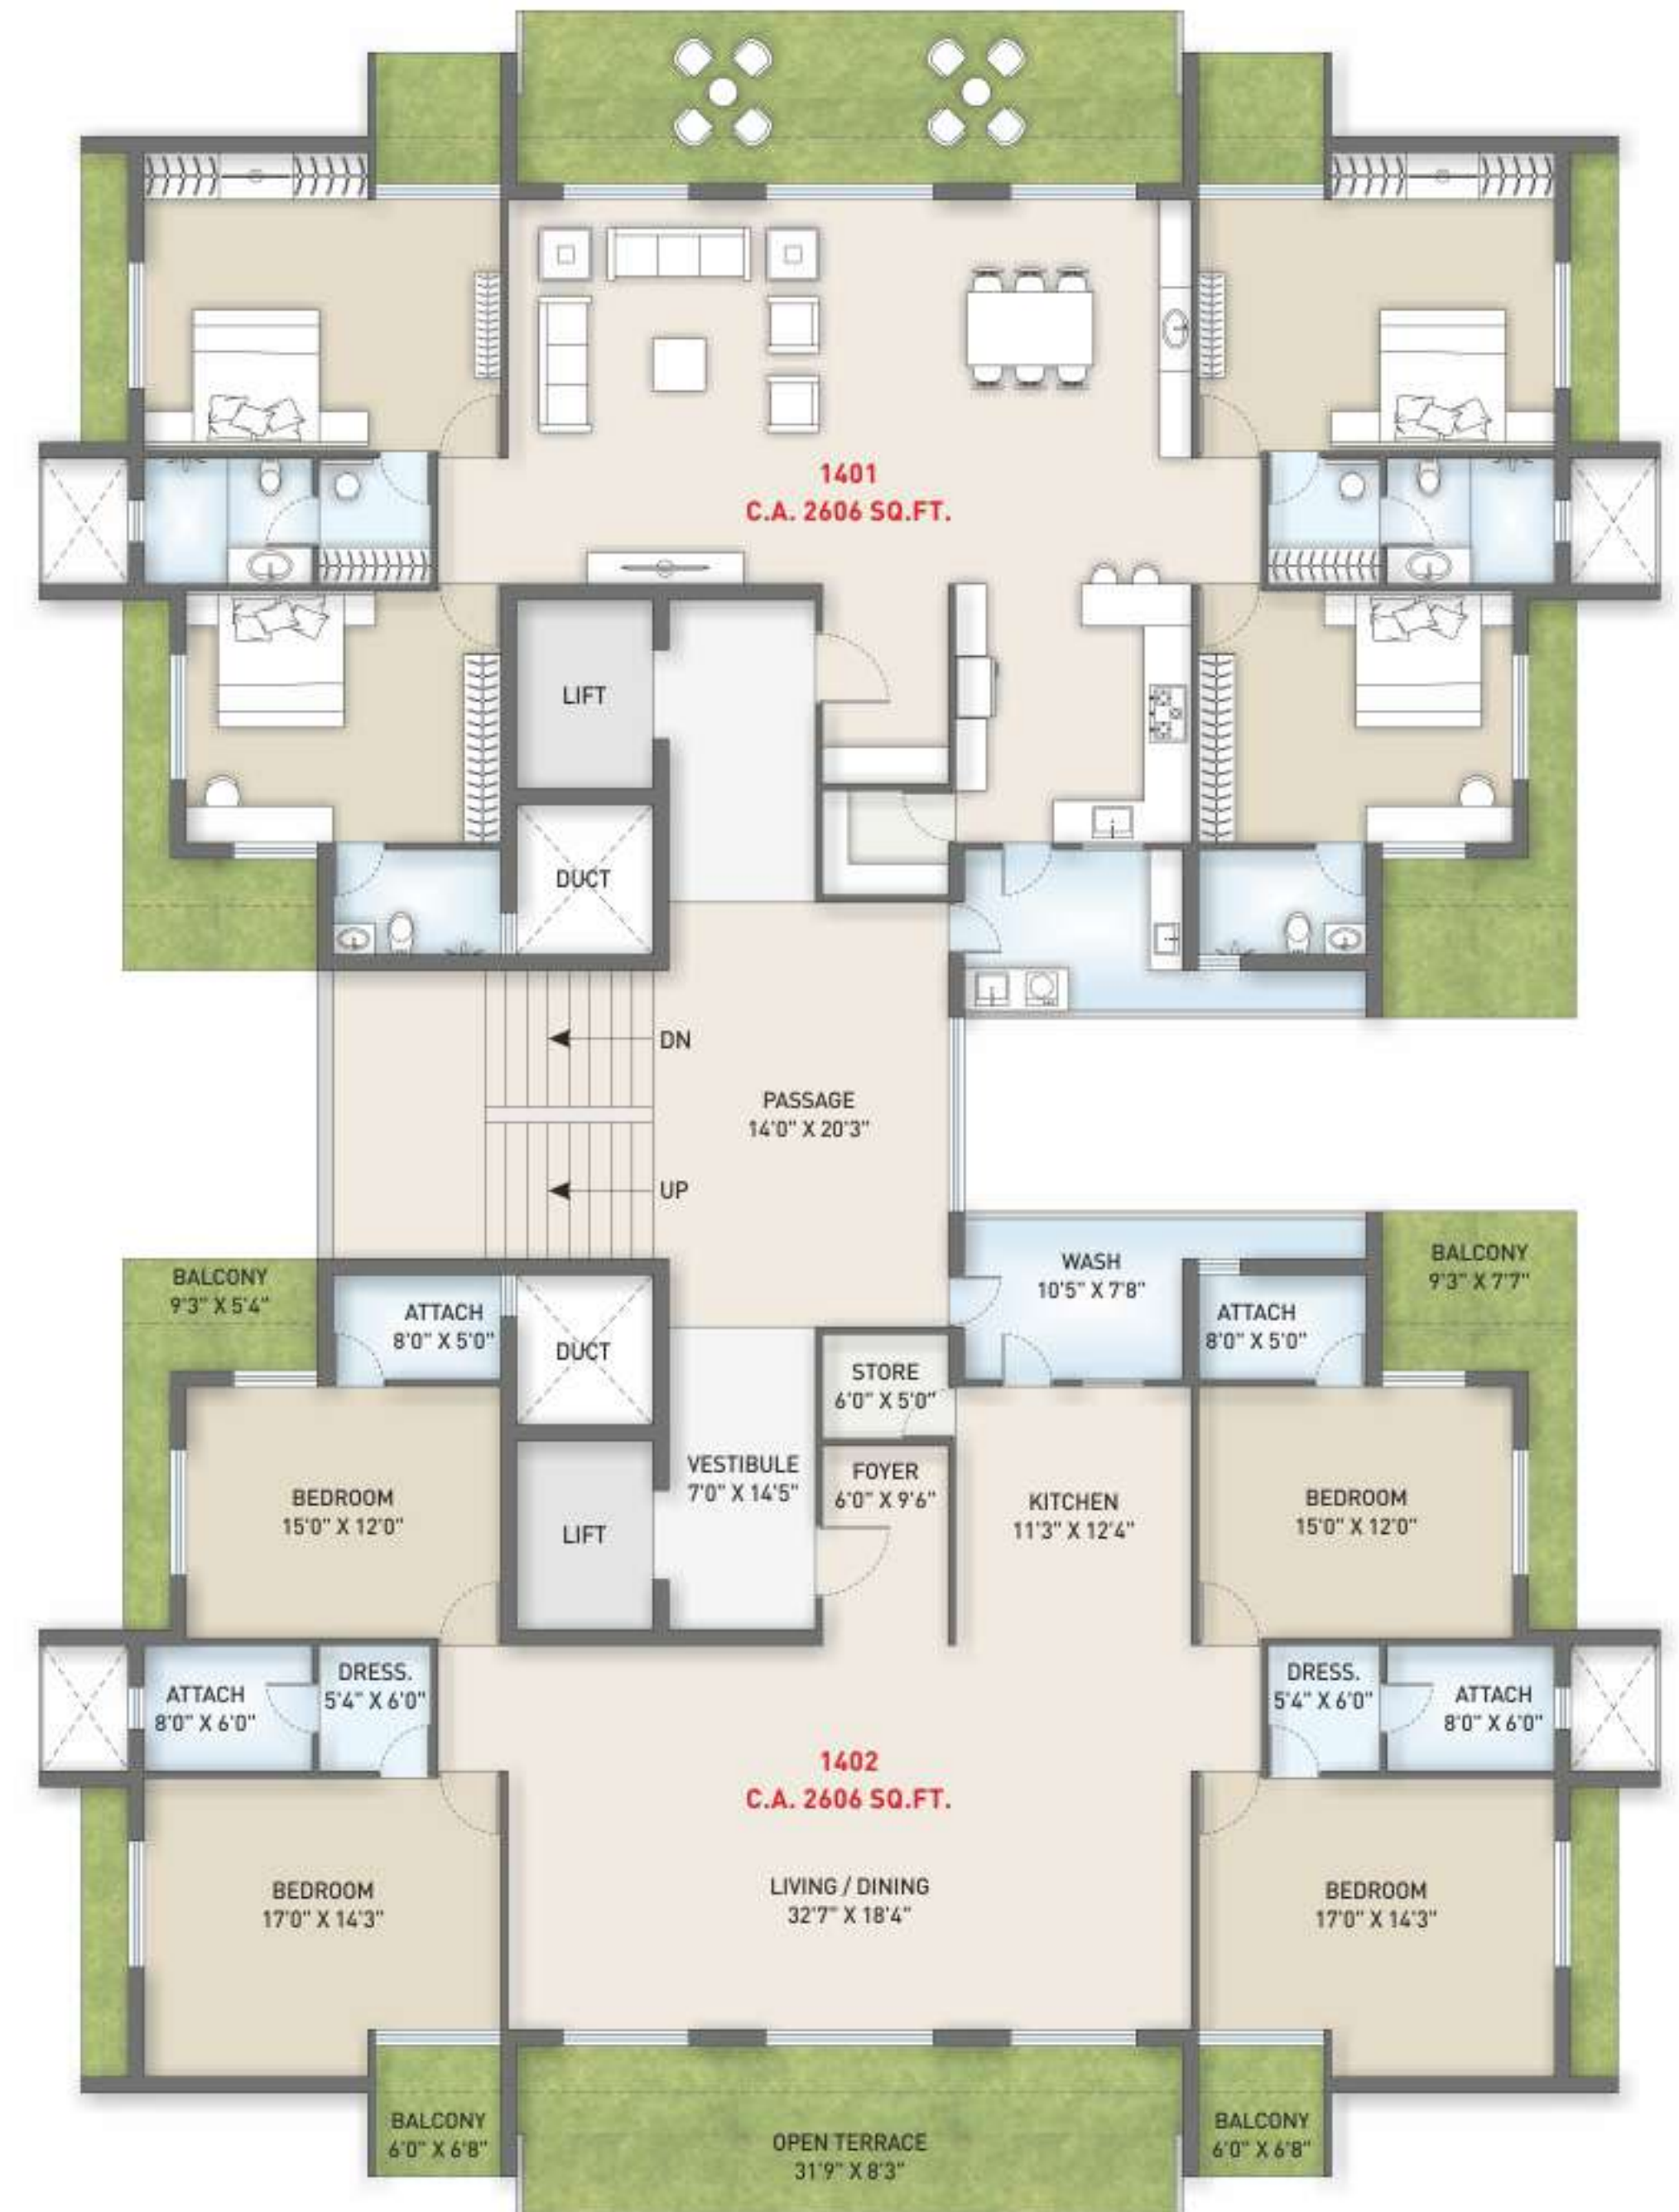 1401
C.A. 2606 SQ.FT.
LIFT
DUCT
DN
PASSAGE
14'0" X 20'3"
UP
BALCONY
9'3" X 5'4"
ATTACH
8'0" X 5'0"
DUCT
WASH
10'5" X 7'8"
ATTACH
8'0" X 5'0"
BALCONY
9'3" X 7'7"
STORE
6'0" X 5'0"
BEDROOM
15'0" X 12'0"
LIFT
VESTIBULE
7'0" X 14'5"
FOYER
6'0" X 9'6"
KITCHEN
11'3" X 12'4"
BEDROOM
15'0" X 12'0"
ATTACH
8'0" X 6'0"
DRESS.
5'4" X 6'0"
DRESS.
5'4" X 6'0"
ATTACH
8'0" X 6'0"
1402
C.A. 2606 SQ.FT.
BEDROOM
17'0" X 14'3"
LIVING / DINING
32'7" X 18'4"
BEDROOM
17'0" X 14'3"
BALCONY
6'0" X 6'8"
OPEN TERRACE
31'9" X 8'3"
BALCONY
6'0" X 6'8"